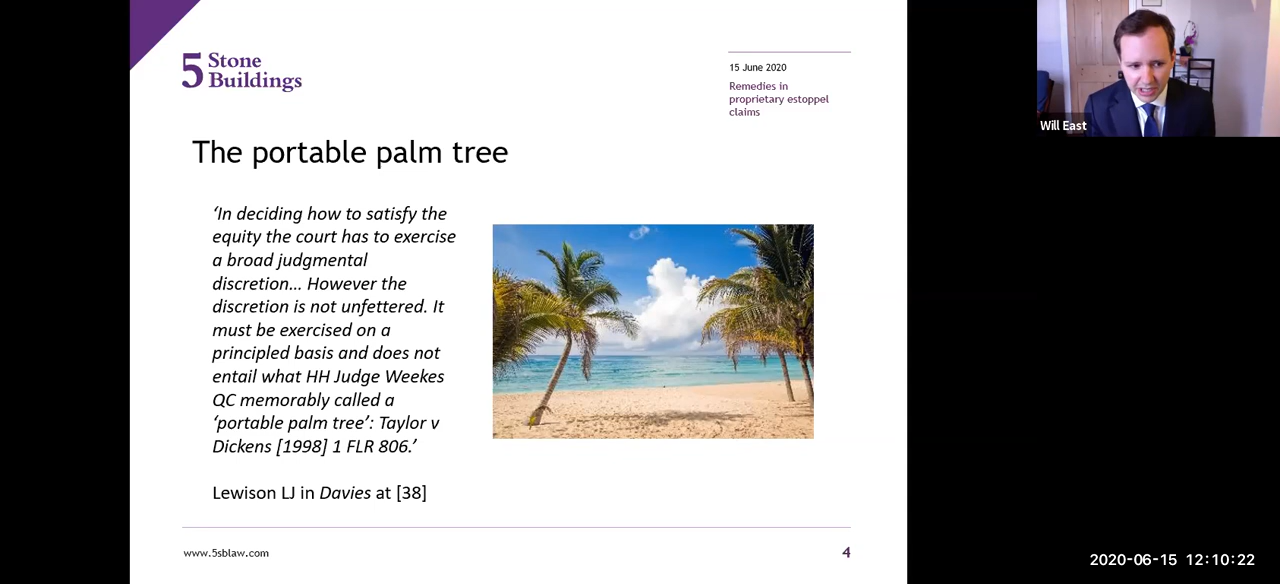 5 Stone
Buildings
15 June 2020
Remedies in
proprietary estoppel
claims
Will East
The portable palm tree
‘In deciding how to satisfy the
equity the court has to exercise
a broad judgmental
discretion... However the
discretion is not unfettered. It
must be exercised on a
principled basis and does not
entail what HH Judge Weekes
QC memorably called a
‘portable palm tree’: Taylor v
Dickens [1998] 1 FLR 806.’
Lewison LJ in Davies at [38]
www.5sblaw.com
4
2020-06-15 12:10:22